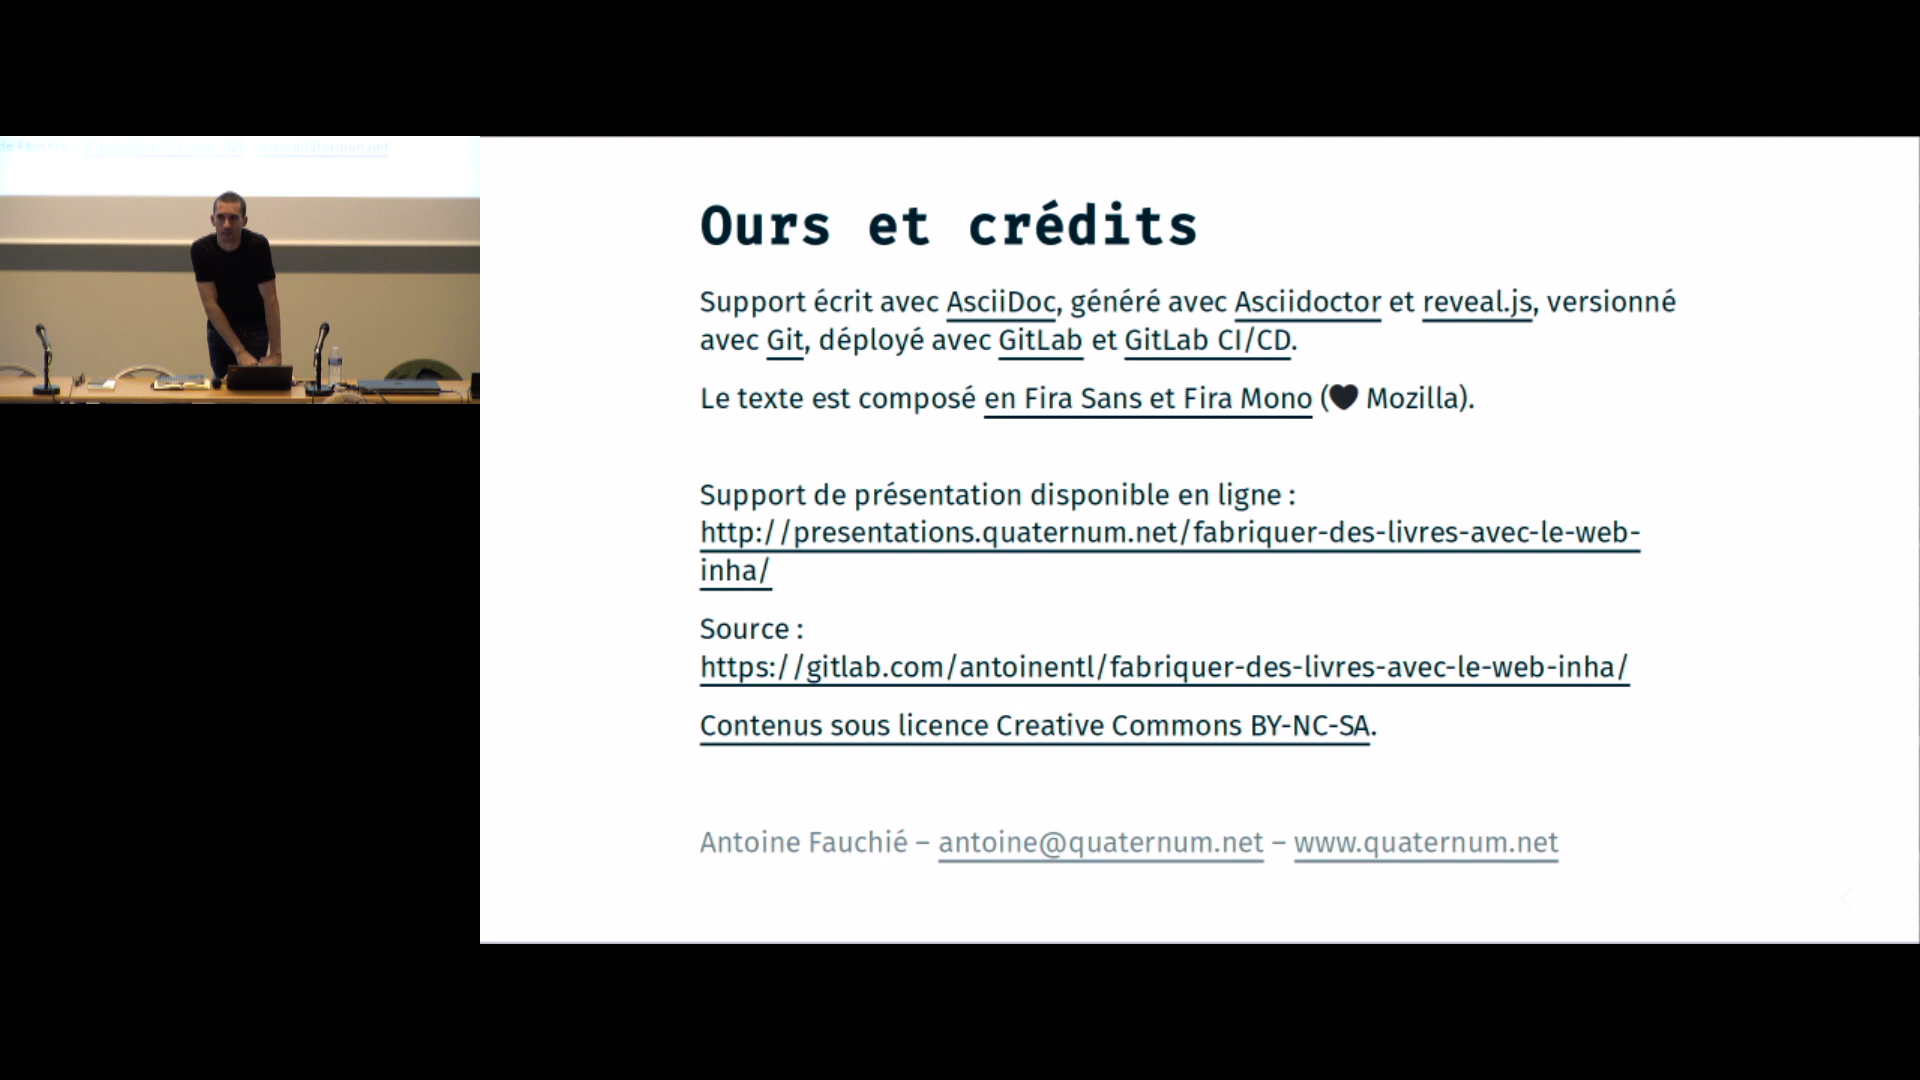 Ours et crédits
Support écrit avec AsciiDoc, généré avec Asciidoctor et reveal.js, versionné
avec Git, déployé avec GitLab et GitLab CI/CD.
Le texte est composé en Fira Sans et Fira Mono (🖤 Mozilla).
Support de présentation disponible en ligne :
http://presentations.quaternum.net/fabriquer-des-livres-avec-le-web-
inha/
Source :
https://gitlab.com/antoinentl/fabriquer-des-livres-avec-le-web-inha/
Contenus sous licence Creative Commons BY-NC-SA.
Antoine Fauchié – antoine@quaternum.net – www.quaternum.net